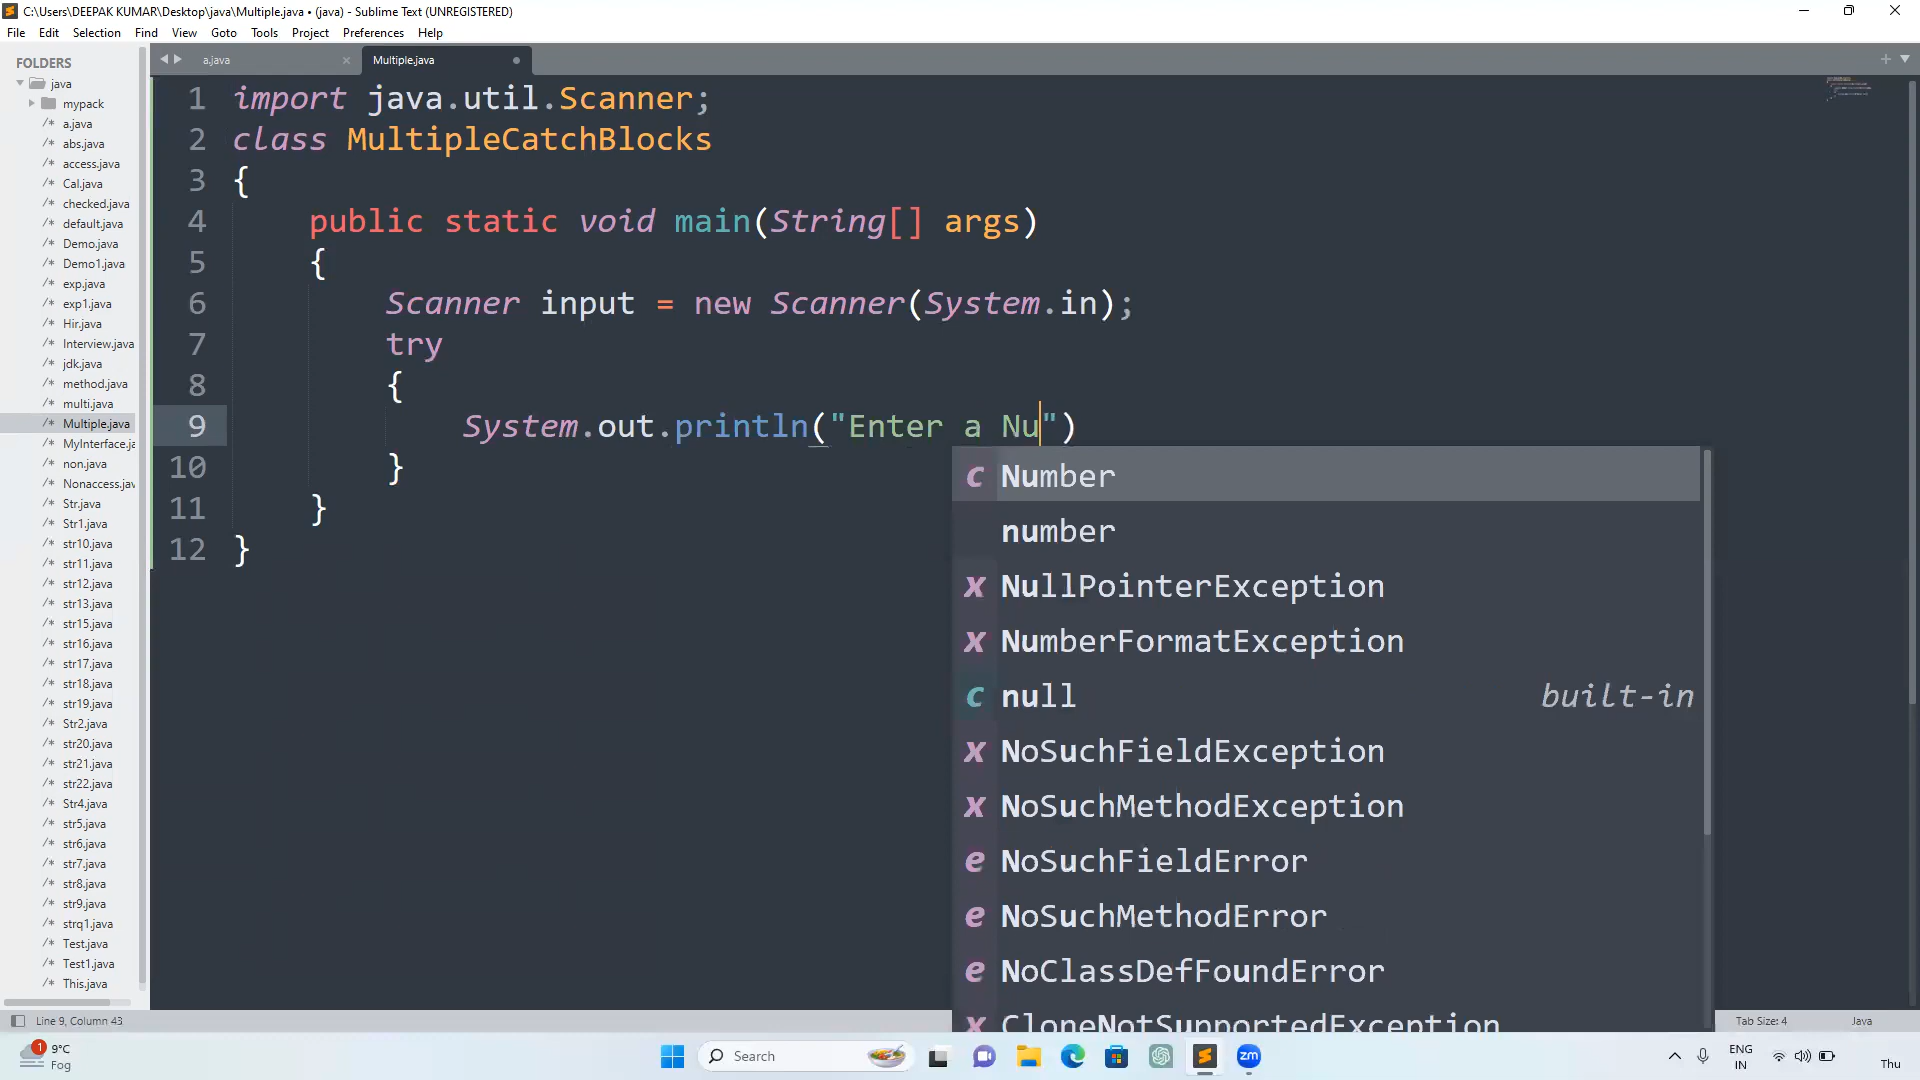 C:\Users\DEEPAK KUMAR\Desktop\java\Multiple.java • (java) - Sublime Text (UNREGISTERED)
File Edit Selection Find View Goto Tools Project Preferences Help
FOLDERS
java
mypack
a.java
abs.java
access.java
Cal.java
checked.java
default.java
Demo.java
Demo1.java
exp.java
exp1.java
Hir.java
Interview.java
jdk.java
method.java
multi.java
Multiple.java
MyInterface.ja
non.java
Nonaccess.jav
Str.java
Str1.java
str10.java
str11.java
str12.java
str13.java
str15.java
str16.java
str17.java
str18.java
str19.java
Str2.java
str20.java
str21.java
str22.java
Str4.java
str5.java
str6.java
str7.java
str8.java
str9.java
strq1.java
Test.java
Test1.java
This.java
a.java
Multiple.java
1 import java.util.Scanner;
2 class MultipleCatchBlocks
3 {
4 public static void main(String[] args)
5 {
6 Scanner input = new Scanner(System.in);
7 try
8 {
9 System.out.println("Enter a Nu")
10 }
11 }
12 }
c Number
number
x NullPointerException
x NumberFormatException
c null built-in
x NoSuchFieldException
x NoSuchMethodException
e NoSuchFieldError
e NoSuchMethodError
e NoClassDefFoundError
x CloneNotSupportedException
Line 9, Column 43
Tab Size: 4
Java
1
9°C
Fog
Search
zm
ENG
IN
Thu